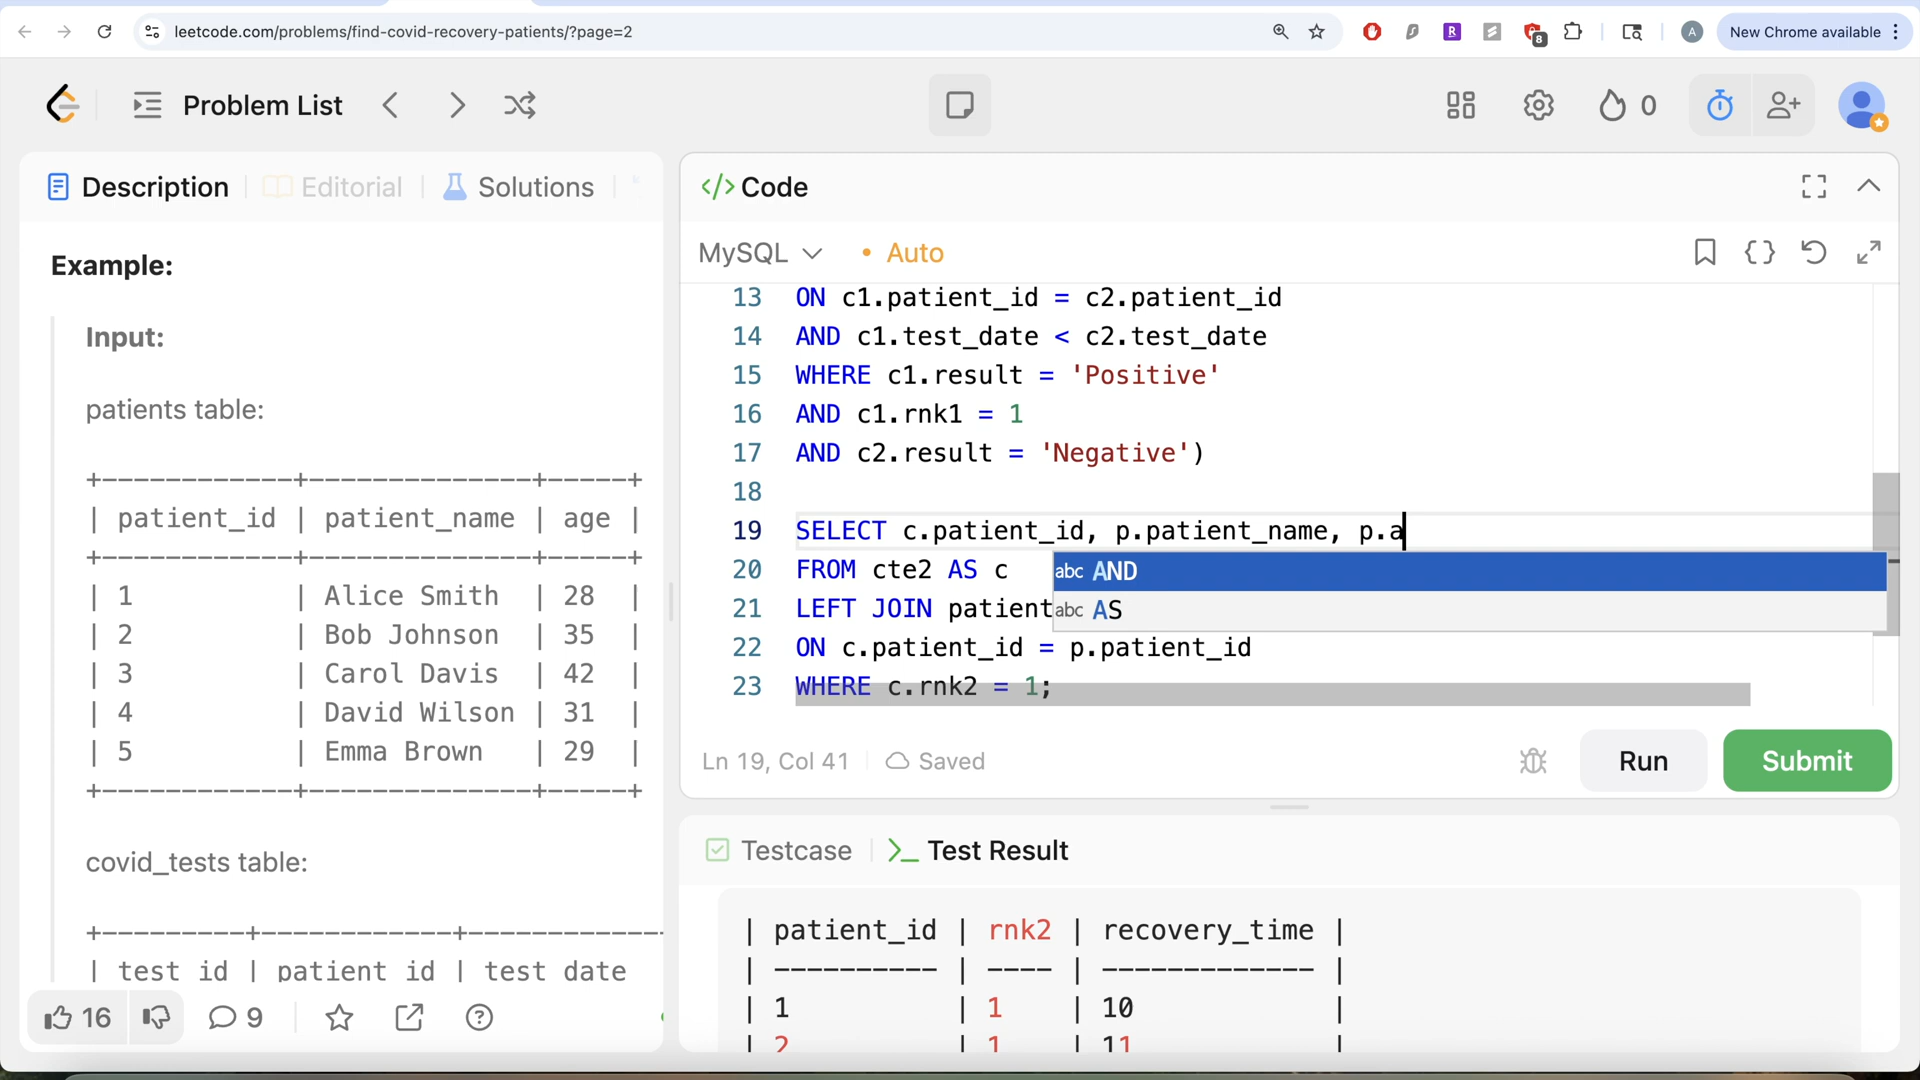 leetcode.com/problems/find-covid-recovery-patients/?page=2
8
A
New Chrome available
Problem List
0
Description
Editorial
Solutions
Example:
Input:
patients table:
+------------+--------------+-----+
| patient_id | patient_name | age |
+------------+--------------+-----+
| 1 | Alice Smith | 28 |
| 2 | Bob Johnson | 35 |
| 3 | Carol Davis | 42 |
| 4 | David Wilson | 31 |
| 5 | Emma Brown | 29 |
+------------+--------------+-----+
covid_tests table:
+---------+------------+------------
| test_id | patient_id | test_date
16
9
</> Code
MySQL
• Auto
13 ON c1.patient_id = c2.patient_id
14 AND c1.test_date < c2.test_date
15 WHERE c1.result = 'Positive'
16 AND c1.rnk1 = 1
17 AND c2.result = 'Negative')
18
19 SELECT c.patient_id, p.patient_name, p.a
20 FROM cte2 AS c
21 LEFT JOIN patient
22 ON c.patient_id = p.patient_id
23 WHERE c.rnk2 = 1;
abc AND
abc AS
Ln 19, Col 41
Saved
Run
Submit
Testcase
>_ Test Result
| patient_id | rnk2 | recovery_time |
| ---------- | ---- | ------------- |
| 1 | 1 | 10 |
| 2 | 1 | 11 |